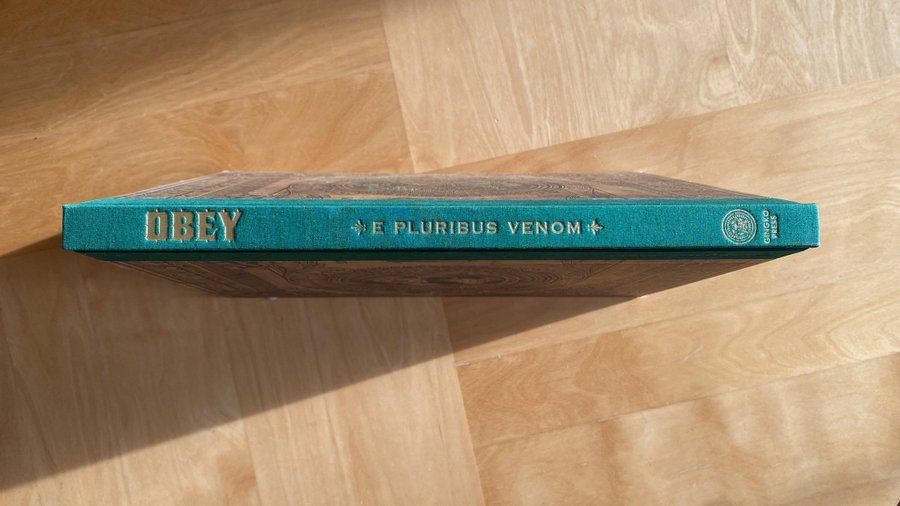 OBEY
E PLURIBUS VENOM
GINGKO
PRESS